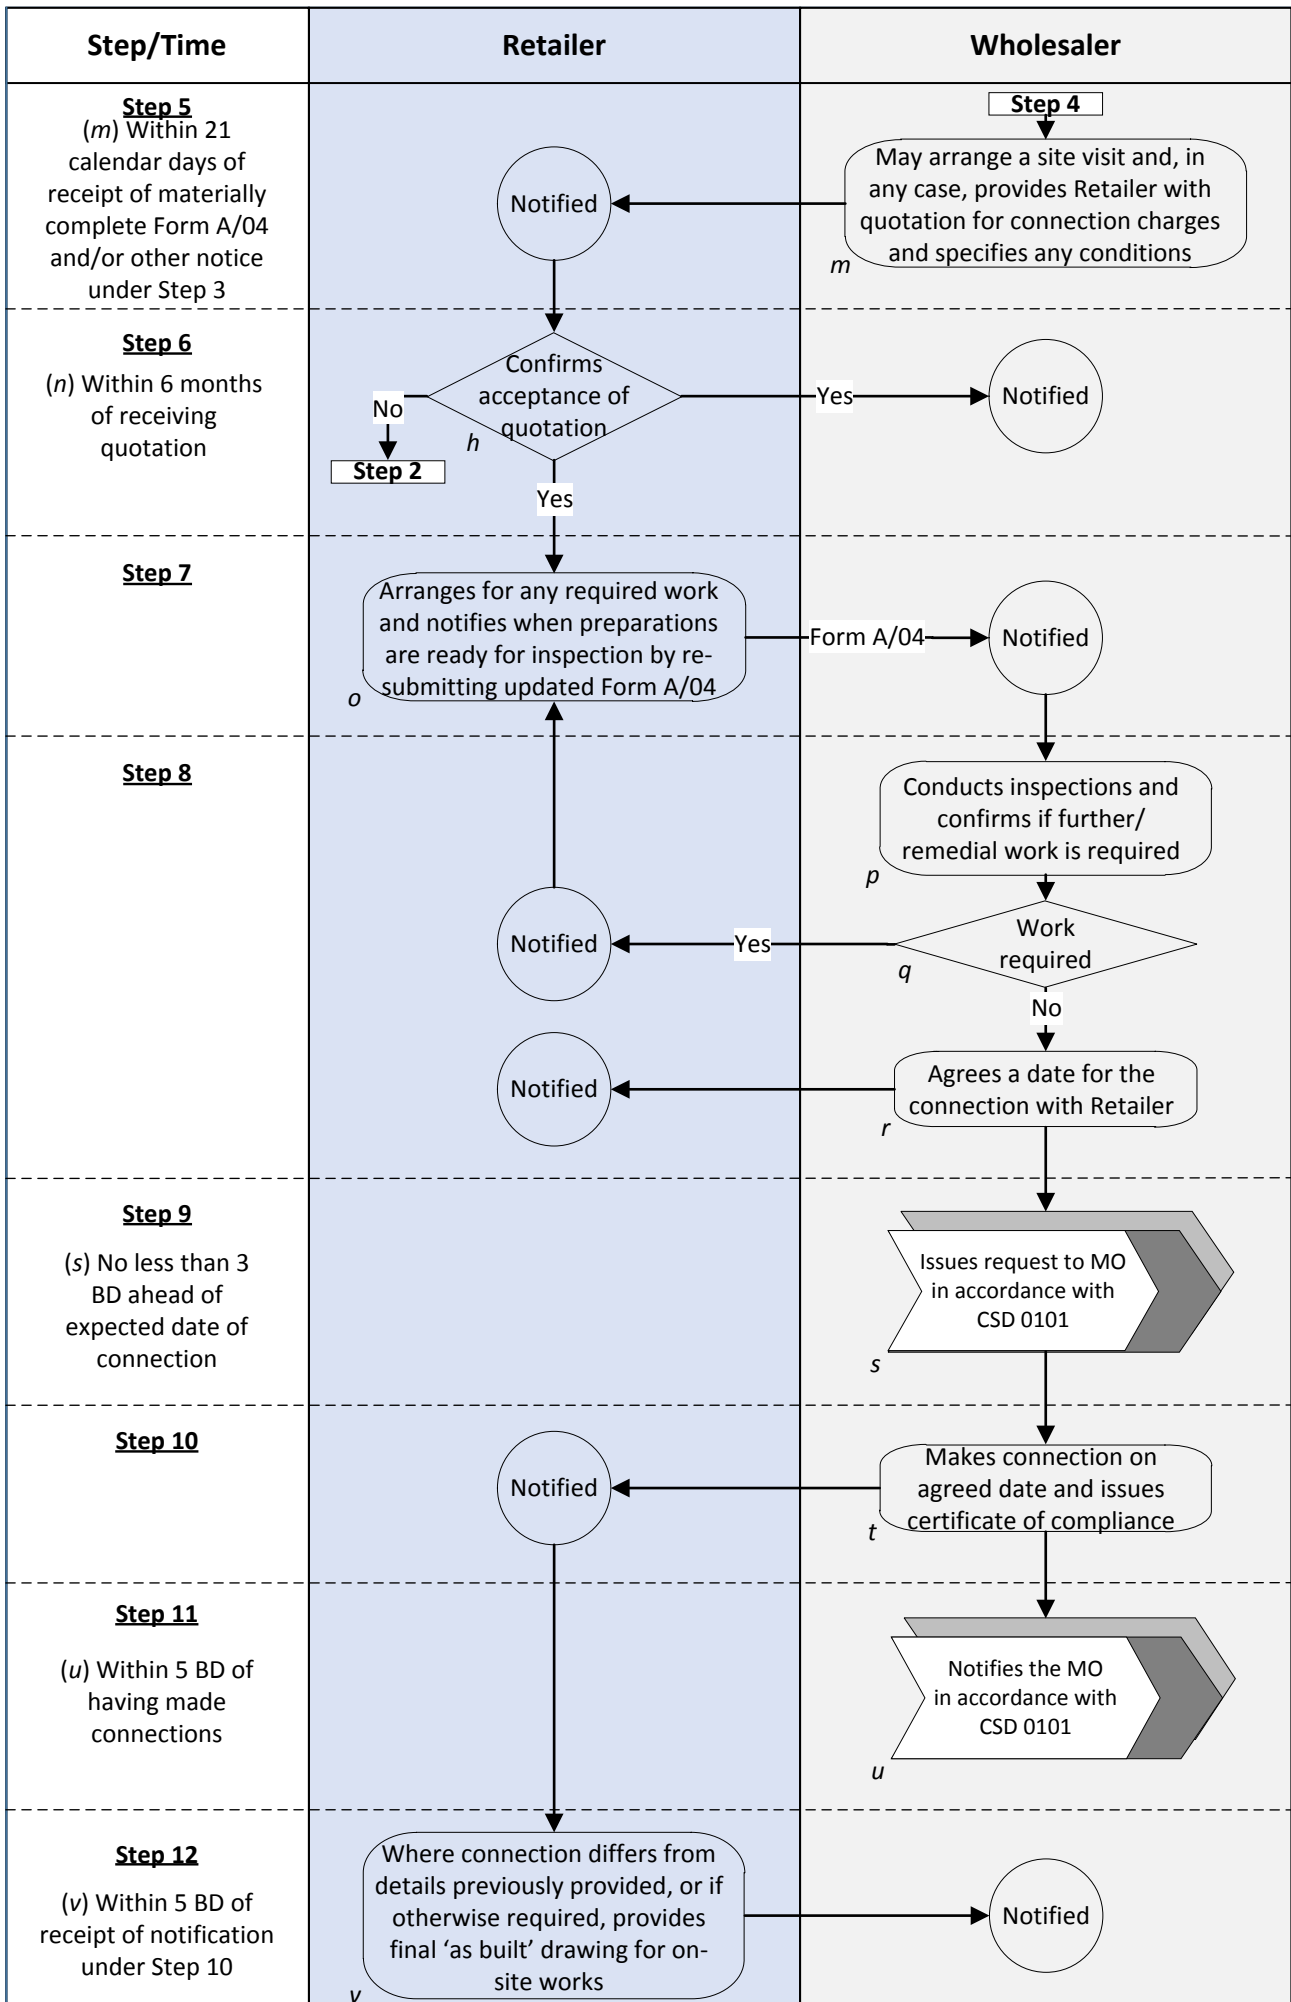 Step/Time
Retailer
Wholesaler
Step 5
(m) Within 21
calendar days of
receipt of materially
complete Form A/04
and/or other notice
under Step 3
Notified
Step 4
May arrange a site visit and, in
any case, provides Retailer with
quotation for connection charges
and specifies any conditions
m
Step 6
(n) Within 6 months
of receiving
quotation
Confirms
acceptance of
quotation
h
No
Step 2
Yes
Yes
Notified
Step 7
Arranges for any required work
and notifies when preparations
are ready for inspection by re-
submitting updated Form A/04
o
Form A/04
Notified
Step 8
Conducts inspections and
confirms if further/
remedial work is required
p
Work
required
q
Yes
Notified
No
Agrees a date for the
connection with Retailer
r
Notified
Step 9
(s) No less than 3
BD ahead of
expected date of
connection
Issues request to MO
in accordance with
CSD 0101
s
Step 10
Notified
Makes connection on
agreed date and issues
certificate of compliance
t
Step 11
(u) Within 5 BD of
having made
connections
Notifies the MO
in accordance with
CSD 0101
u
Step 12
(v) Within 5 BD of
receipt of notification
under Step 10
Where connection differs from
details previously provided, or if
otherwise required, provides
final ‘as built’ drawing for on-
site works
v
Notified